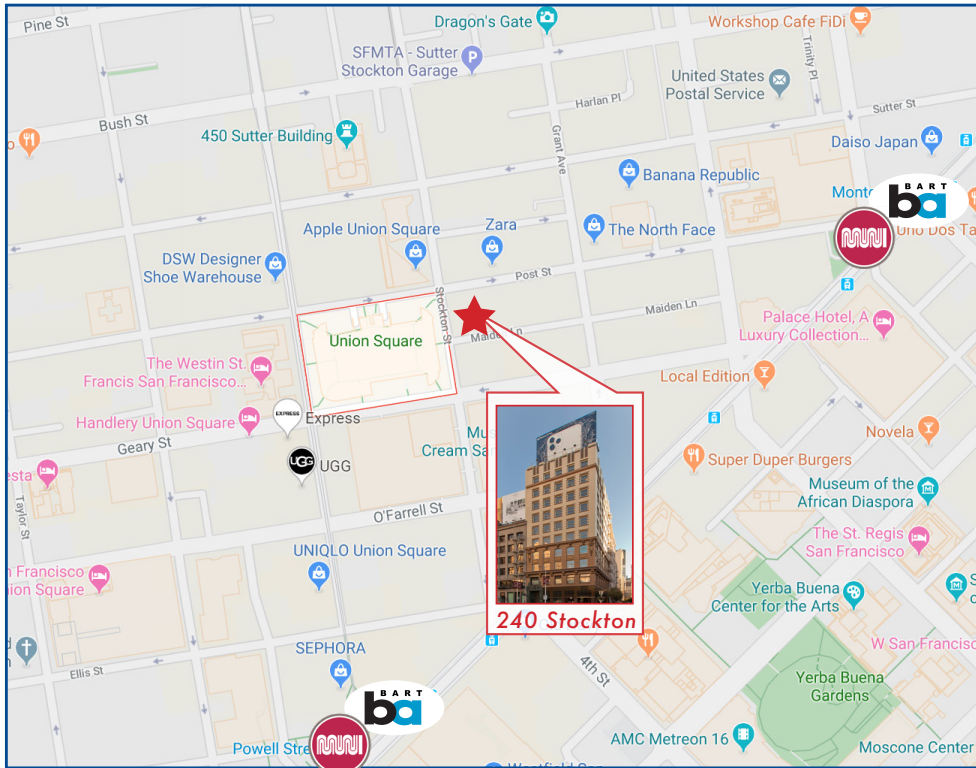 Pine St
Dragon's Gate
Workshop Cafe FiDi
SFMTA - Sutter
Stockton Garage
P
Trinity Pl
United States
Postal Service
Harlan Pl
Sutter St
Bush St
450 Sutter Building
Grant Ave
Daiso Japan
Banana Republic
BART
ba
Apple Union Square
Zara
The North Face
MUNI
DSW Designer
Shoe Warehouse
Post St
Stockton St
Maiden Ln
Union Square
Palace Hotel, A
Luxury Collection...
The Westin St.
Francis San Francisco...
Local Edition
Handlery Union Square
EXPRESS
Express
Geary St
Cream
UGG
UGG
Novela
Super Duper Burgers
Museum of the
African Diaspora
Taylor St
O'Farrell St
The St. Regis
San Francisco
UNIQLO Union Square
Francisco
Square
Yerba Buena
Center for the Arts
240 Stockton
SEPHORA
Ellis St
4th St
W San Francisco
Yerba Buena
Gardens
BART
ba
Powell
MUNI
AMC Metreon 16
Moscone Center